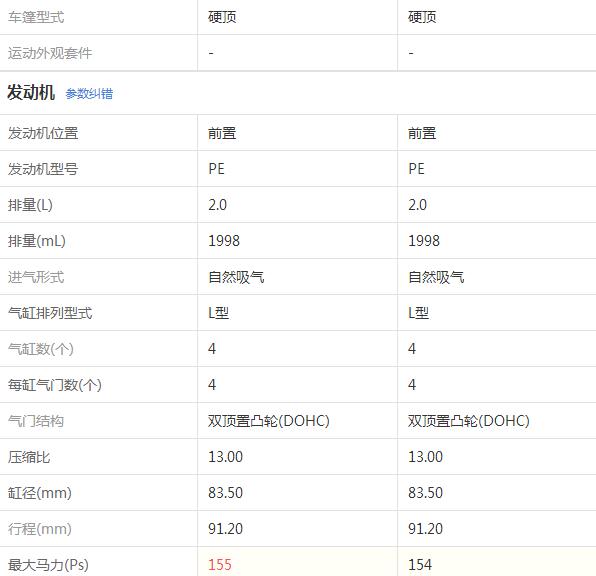 车篷型式 硬顶 硬顶
运动外观套件 - -
发动机 参数纠错
发动机位置 前置 前置
发动机型号 PE PE
排量(L) 2.0 2.0
排量(mL) 1998 1998
进气形式 自然吸气 自然吸气
气缸排列型式 L型 L型
气缸数(个) 4 4
每缸气门数(个) 4 4
气门结构 双顶置凸轮(DOHC) 双顶置凸轮(DOHC)
压缩比 13.00 13.00
缸径(mm) 83.50 83.50
行程(mm) 91.20 91.20
最大马力(Ps) 155 154